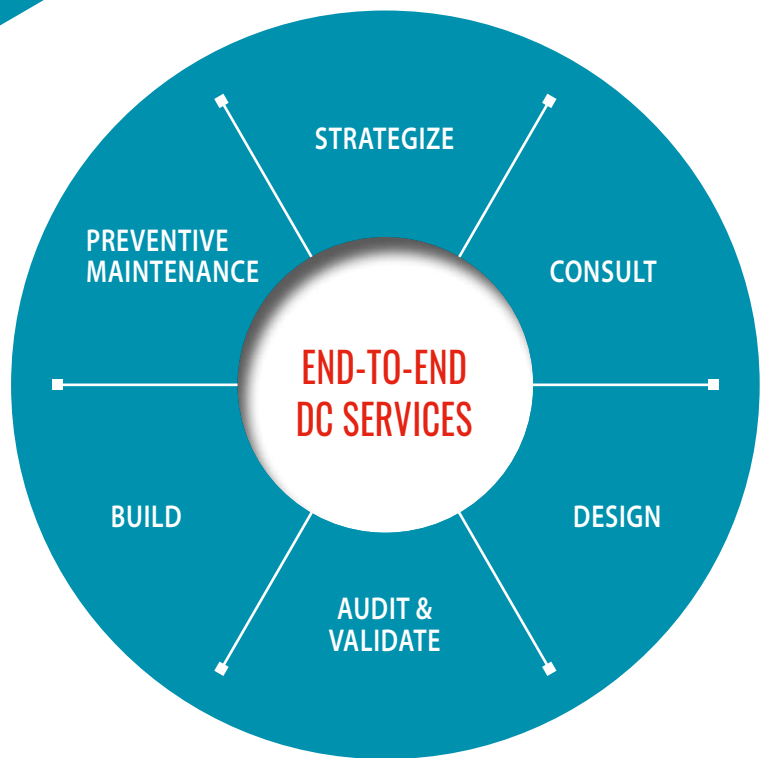 STRATEGIZE
CONSULT
DESIGN
AUDIT &
VALIDATE
BUILD
PREVENTIVE
MAINTENANCE
END-TO-END
DC SERVICES